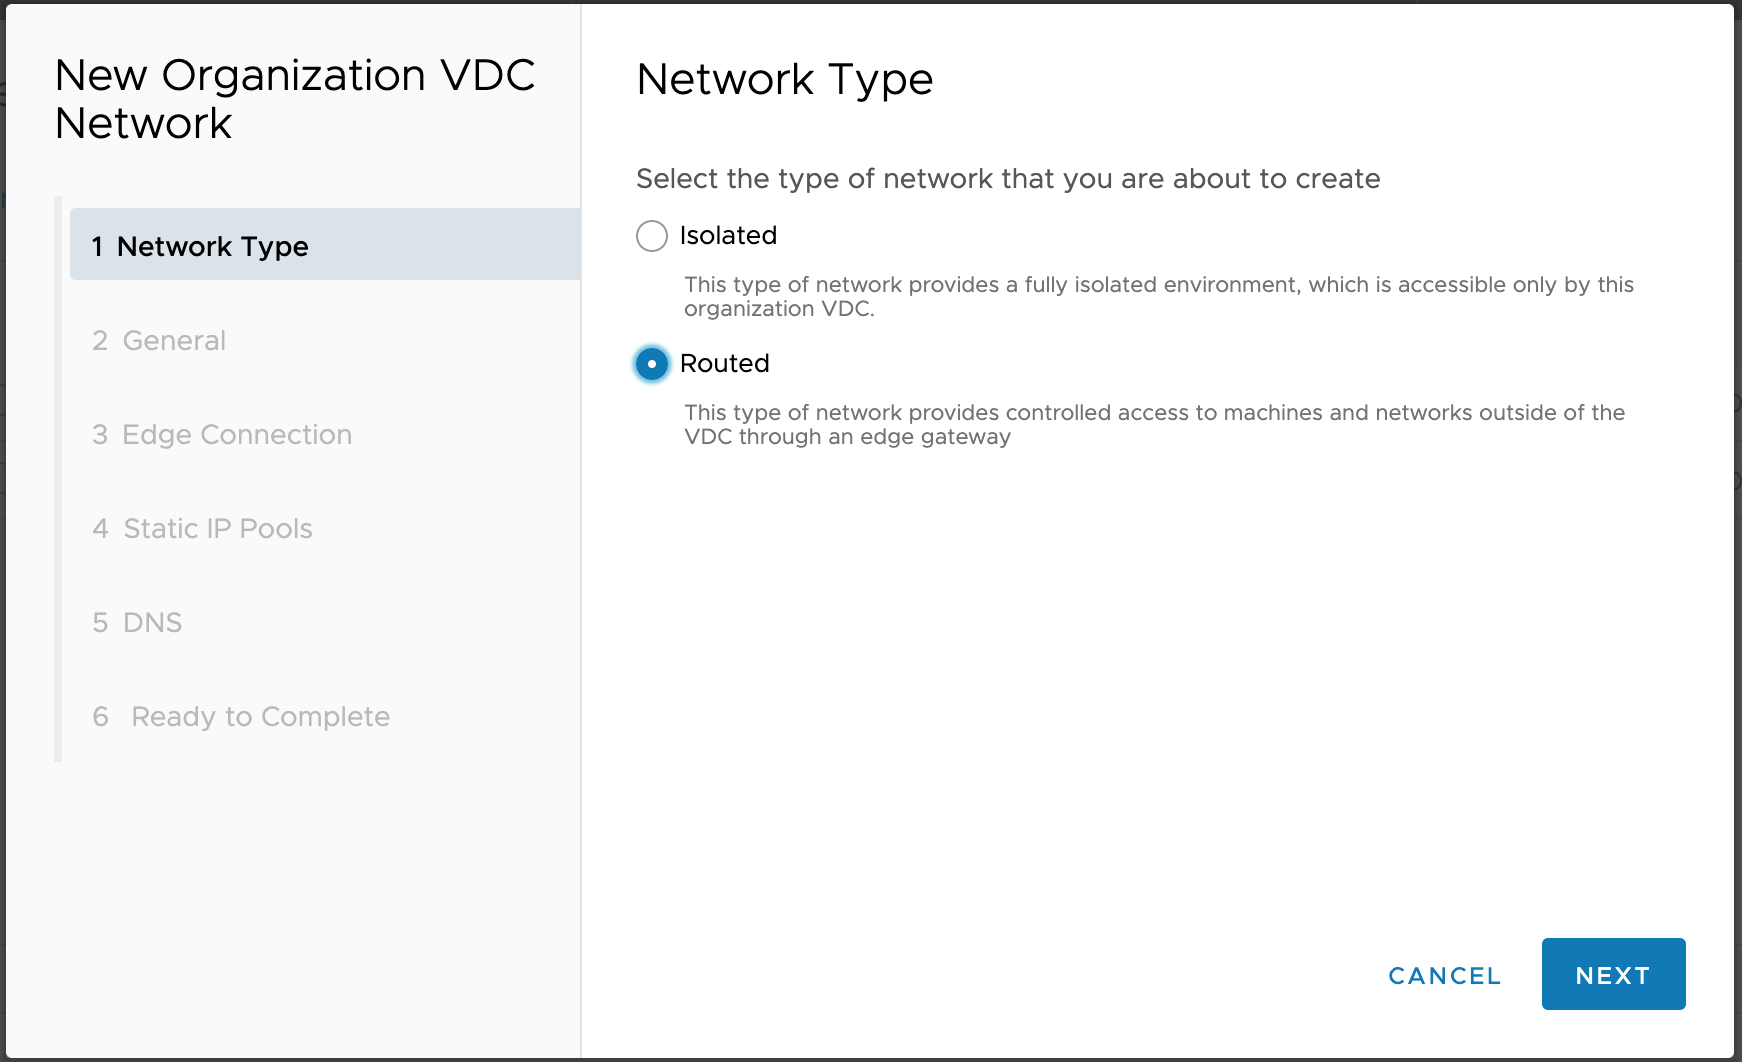 New Organization VDC
Network
1 Network Type
2 General
3 Edge Connection
4 Static IP Pools
5 DNS
6 Ready to Complete
Network Type
Select the type of network that you are about to create
Isolated
This type of network provides a fully isolated environment, which is accessible only by this
organization VDC.
Routed
This type of network provides controlled access to machines and networks outside of the
VDC through an edge gateway
CANCEL
NEXT